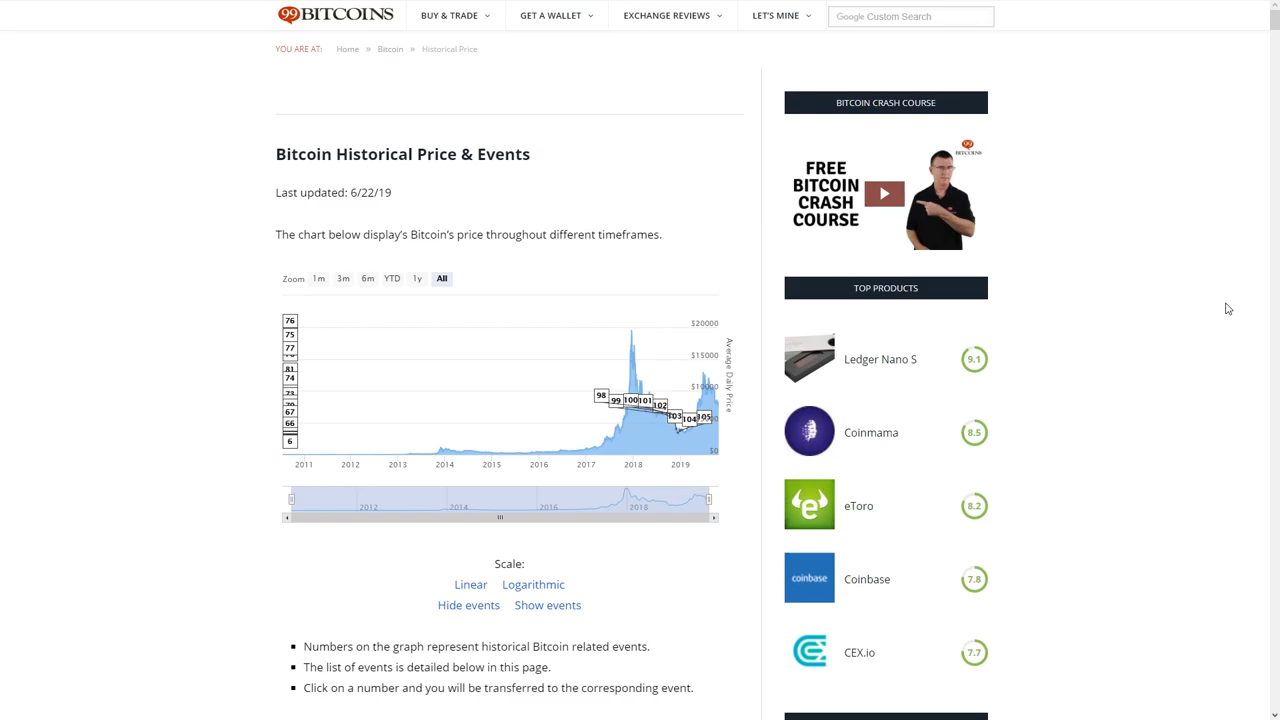 99BITCOINS BUY & TRADE GET A WALLET EXCHANGE REVIEWS LET'S MINE Google Custom Search
YOU ARE AT: Home » Bitcoin » Historical Price
BITCOIN CRASH COURSE
99 BITCOINS
FREE
BITCOIN
CRASH
COURSE
Bitcoin Historical Price & Events
Last updated: 6/22/19
The chart below display's Bitcoin's price throughout different timeframes.
Zoom 1m 3m 6m YTD 1y All
76
75
77
81
74
73
67
66
6
98 99 100 101 102 103 104 105
$20000
$15000
$10000
$0
Average Daily Price
2011 2012 2013 2014 2015 2016 2017 2018 2019
2012 2014 2016 2018
Scale:
Linear Logarithmic
Hide events Show events
Numbers on the graph represent historical Bitcoin related events.
The list of events is detailed below in this page.
Click on a number and you will be transferred to the corresponding event.
TOP PRODUCTS
Ledger Nano S 9.1
Coinmama 8.5
eToro 8.2
coinbase Coinbase 7.8
CEX.io 7.7